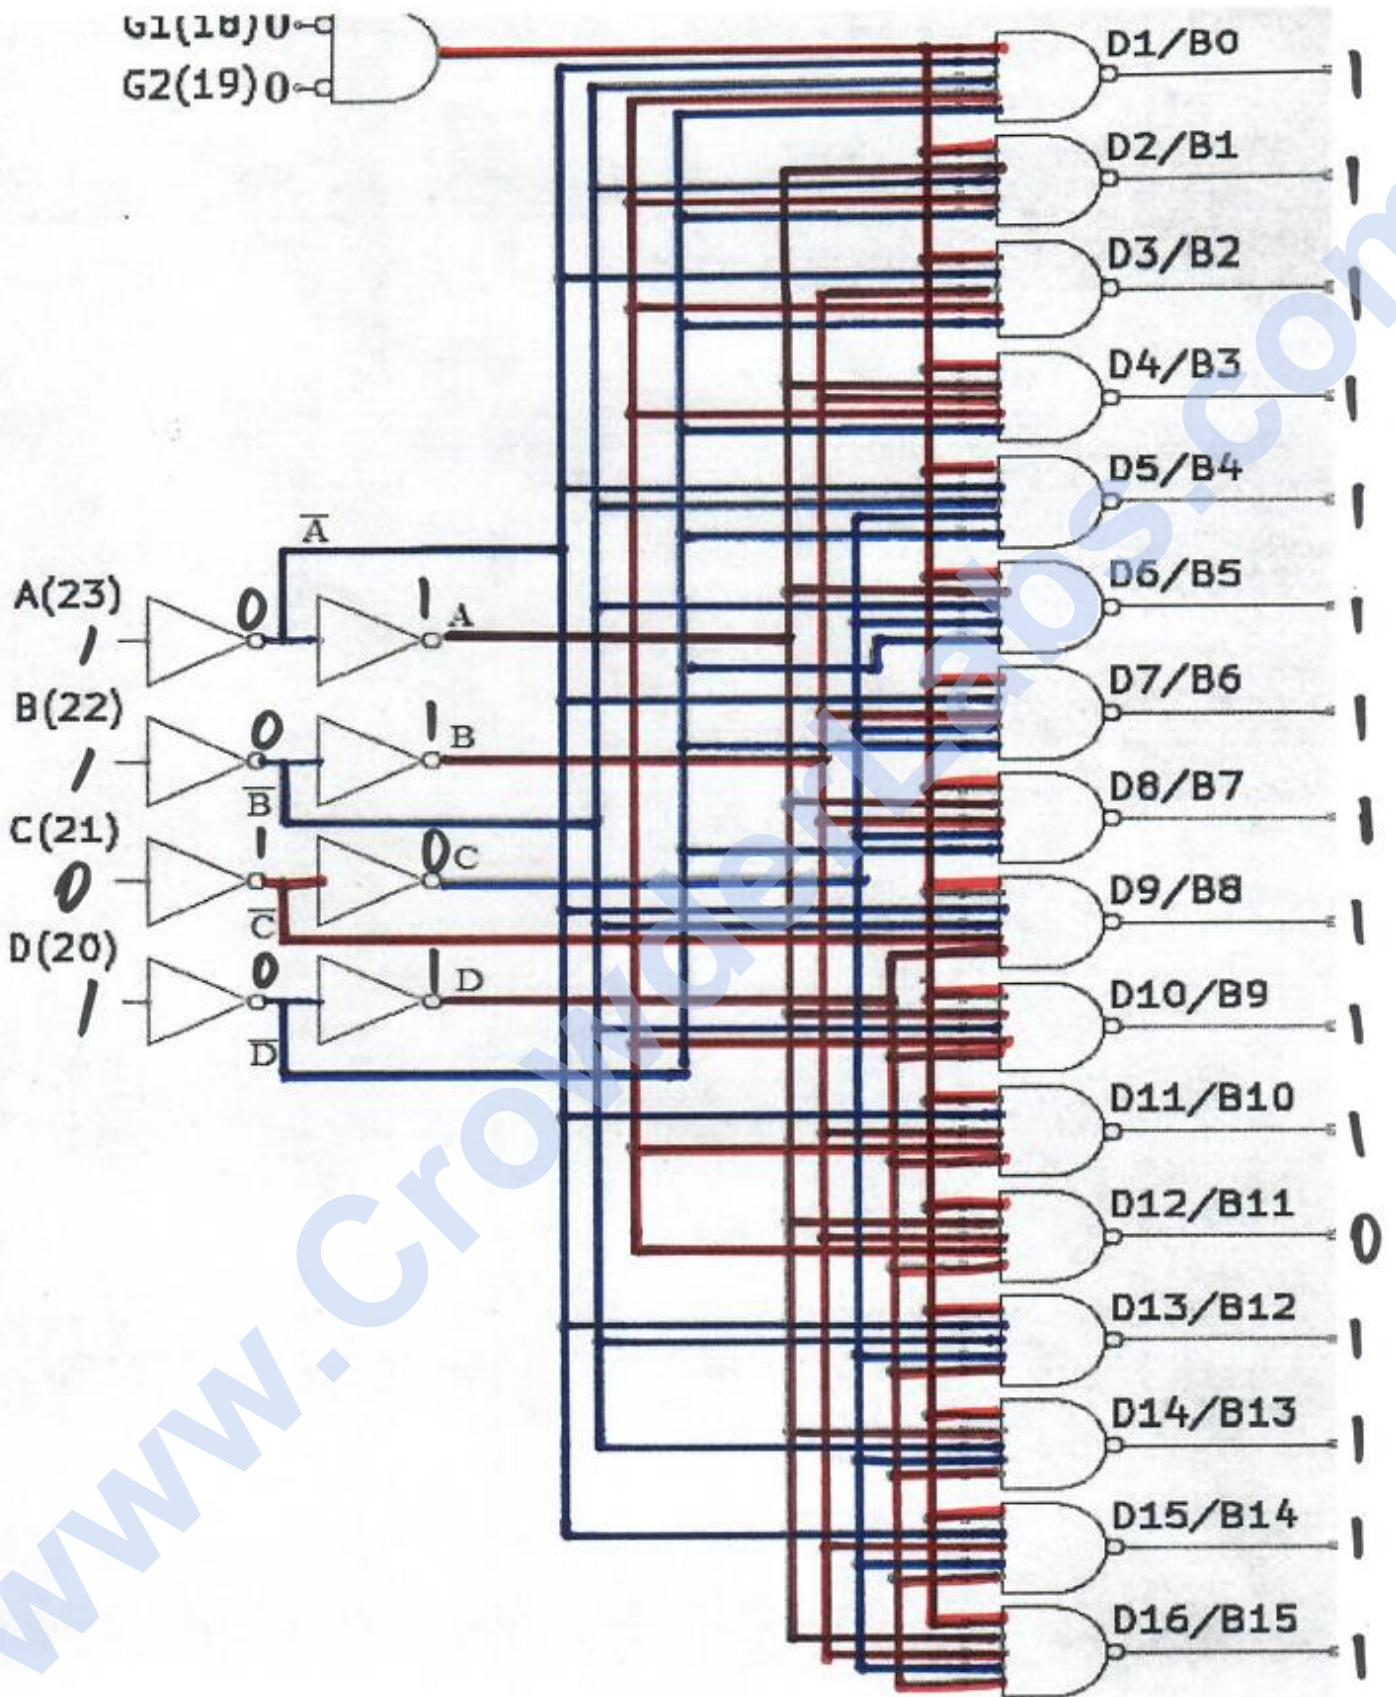 G1(18)0
G2(19)0
D1/B0 1
D2/B1 1
D3/B2 1
D4/B3 1
D5/B4 1
D6/B5 1
D7/B6 1
D8/B7 1
D9/B8 1
D10/B9 1
D11/B10 1
D12/B11 0
D13/B12 1
D14/B13 1
D15/B14 1
D16/B15 1
A
A(23) 1 0 1 A
B(22) 1 0 1 B
B
C(21) 0 1 0 C
C
D(20) 1 0 1 D
D
www.CrowderLabs.com